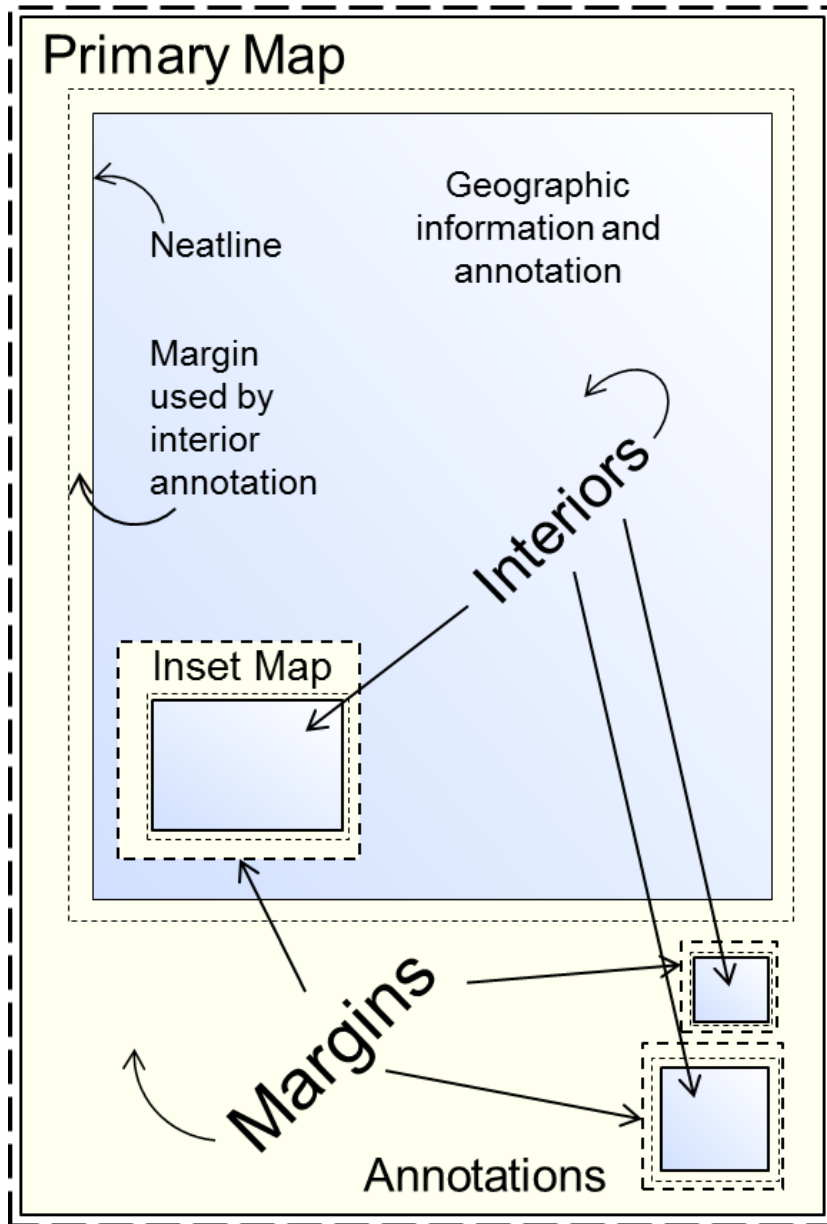 Primary Map
Neatline
Geographic
information and
annotation
Margin
used by
interior
annotation
Interiors
Inset Map
Margins
Annotations